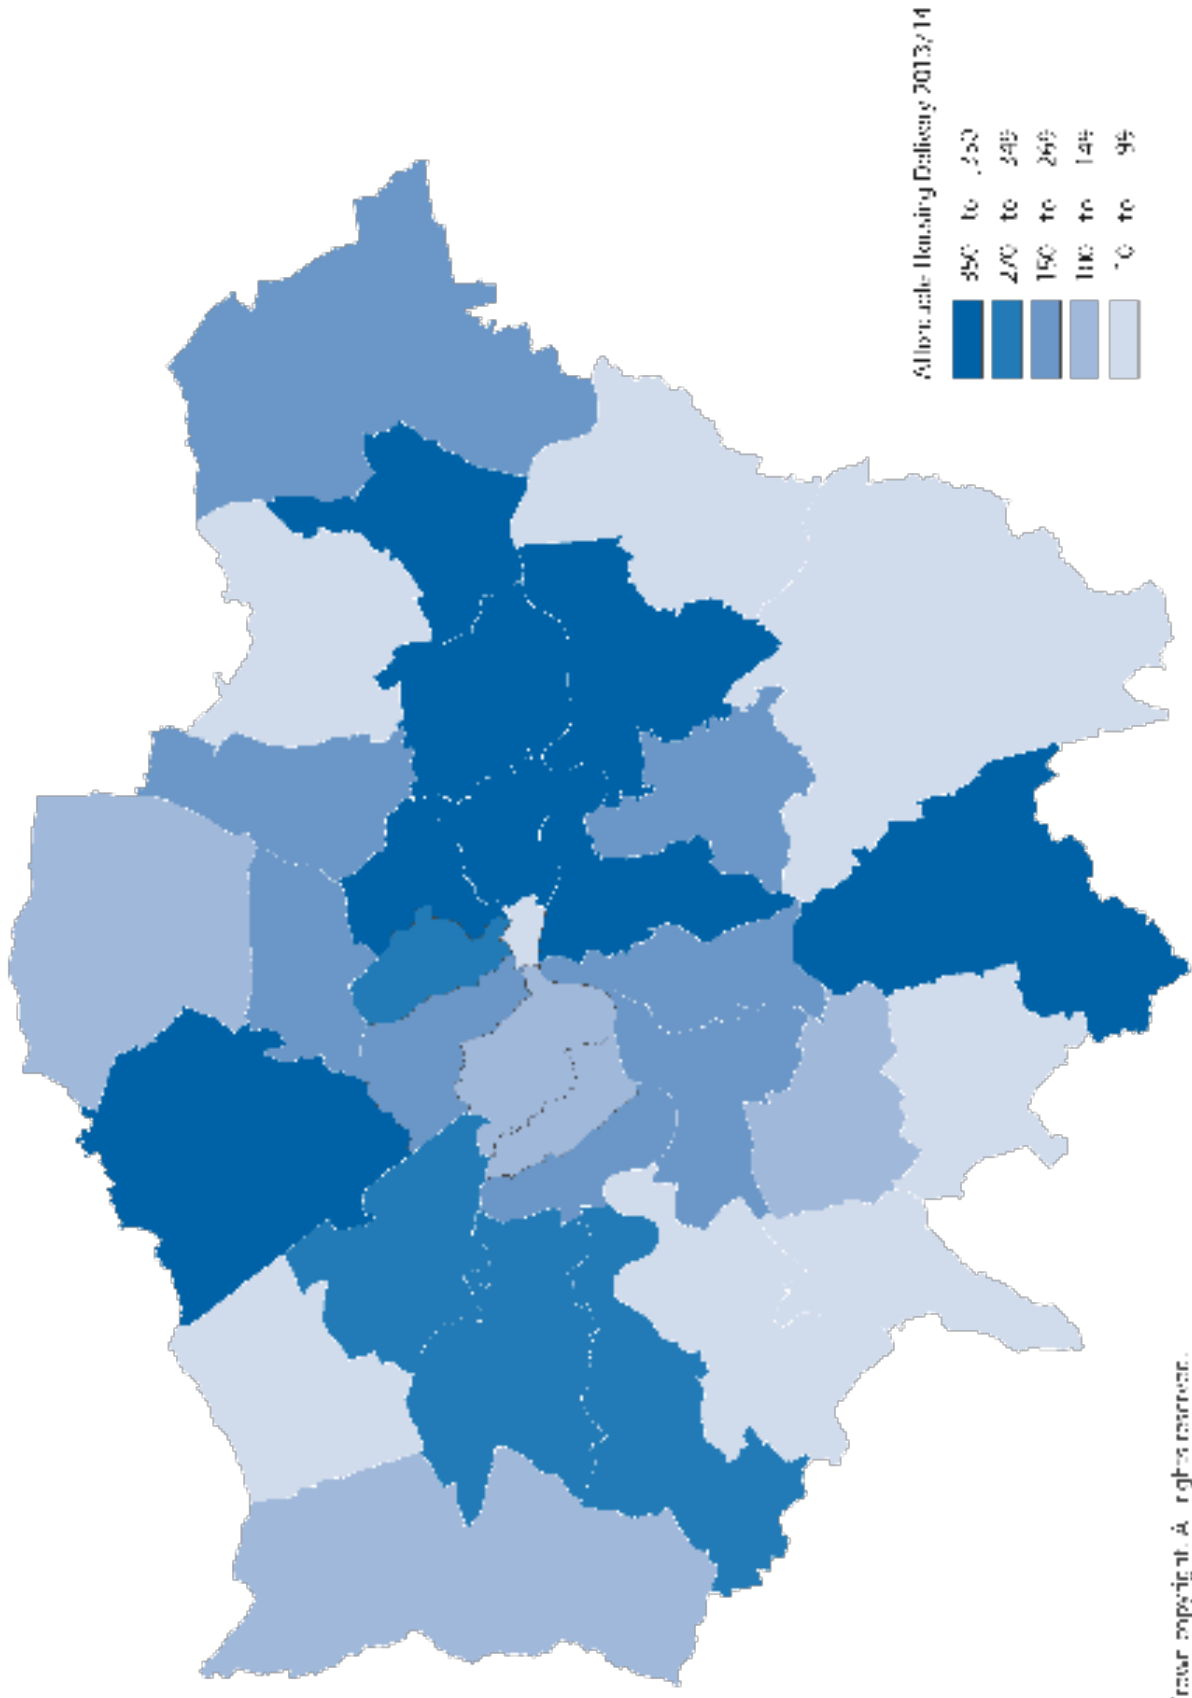 Affordable Housing Delivery 2013/14
350 to ,350
270 to 349
150 to 269
100 to 149
10 to 99
copyright. All rights reserved.